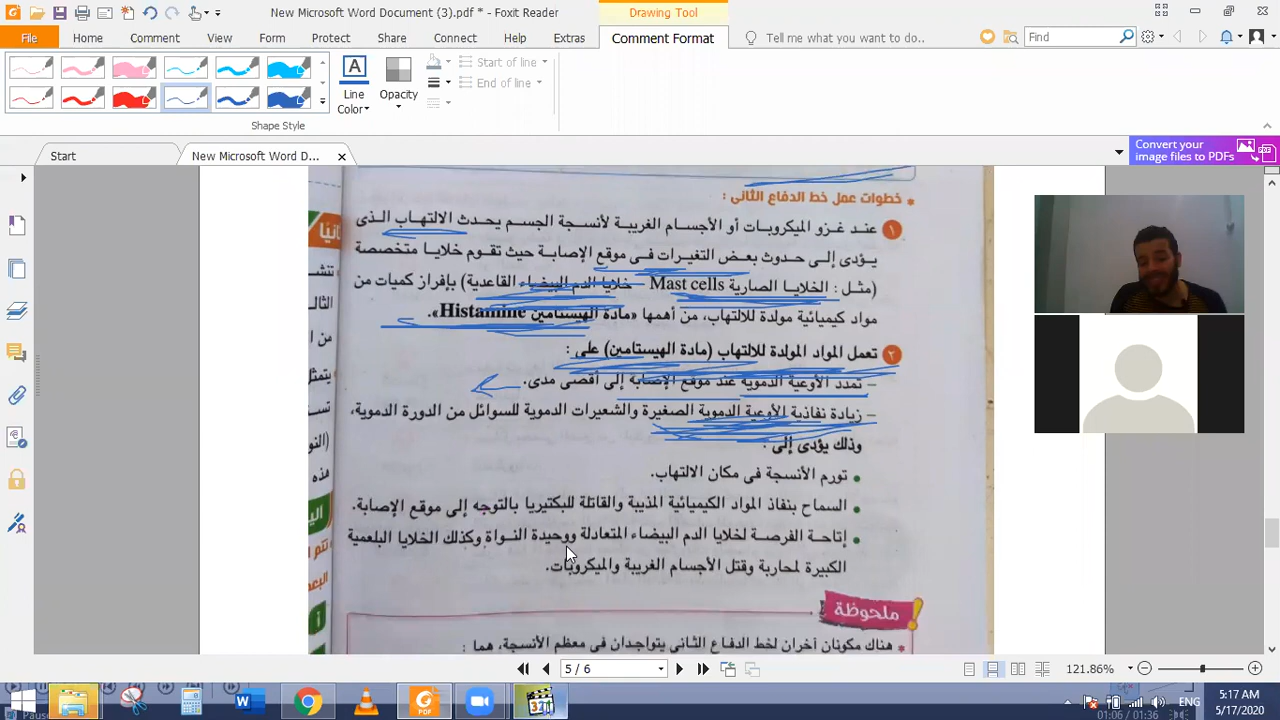 New Microsoft Word Document (3).pdf * - Foxit Reader
Drawing Tool
File
Home
Comment
View
Form
Protect
Share
Connect
Help
Extras
Comment Format
Tell me what you want to do..
Find
Line Color
Opacity
Start of line
End of line
Shape Style
Start
New Microsoft Word D...
Convert your image files to PDFs
* خطوات عمل خط الدفاع الثانى :
١ عند غزو الميكروبات أو الأجسام الغريبة لأنسجة الجسم يحدث الالتهاب الذى
يؤدى إلى حدوث بعض التغيرات فى موقع الإصابة حيث تقوم خلايا متخصصة
(مثل : الخلايا الصارية Mast cells – خلايا الدم البيضاء القاعدية) بإفراز كميات من
مواد كيميائية مولدة للالتهاب، من أهمها «مادة الهيستامين Histamine».
٢ تعمل المواد المولدة للالتهاب (مادة الهيستامين) على :
– تمدد الأوعية الدموية عند موقع الإصابة إلى أقصى مدى.
– زيادة نفاذية الأوعية الدموية الصغيرة والشعيرات الدموية للسوائل من الدورة الدموية،
وذلك يؤدى إلى :
• تورم الأنسجة فى مكان الالتهاب.
• السماح بنفاذ المواد الكيميائية المذيبة والقاتلة للبكتيريا بالتوجه إلى موقع الإصابة.
• إتاحة الفرصة لخلايا الدم البيضاء المتعادلة ووحيدة النواة وكذلك الخلايا البلعمية
الكبيرة لمحاربة وقتل الأجسام الغريبة والميكروبات.
ملحوظة !
* هناك مكونان أخران لخط الدفاع الثانى يتواجدان فى معظم الأنسجة، هما :
5 / 6
121.86%
ENG
5:17 AM
5/17/2020
01:06 / 01:36